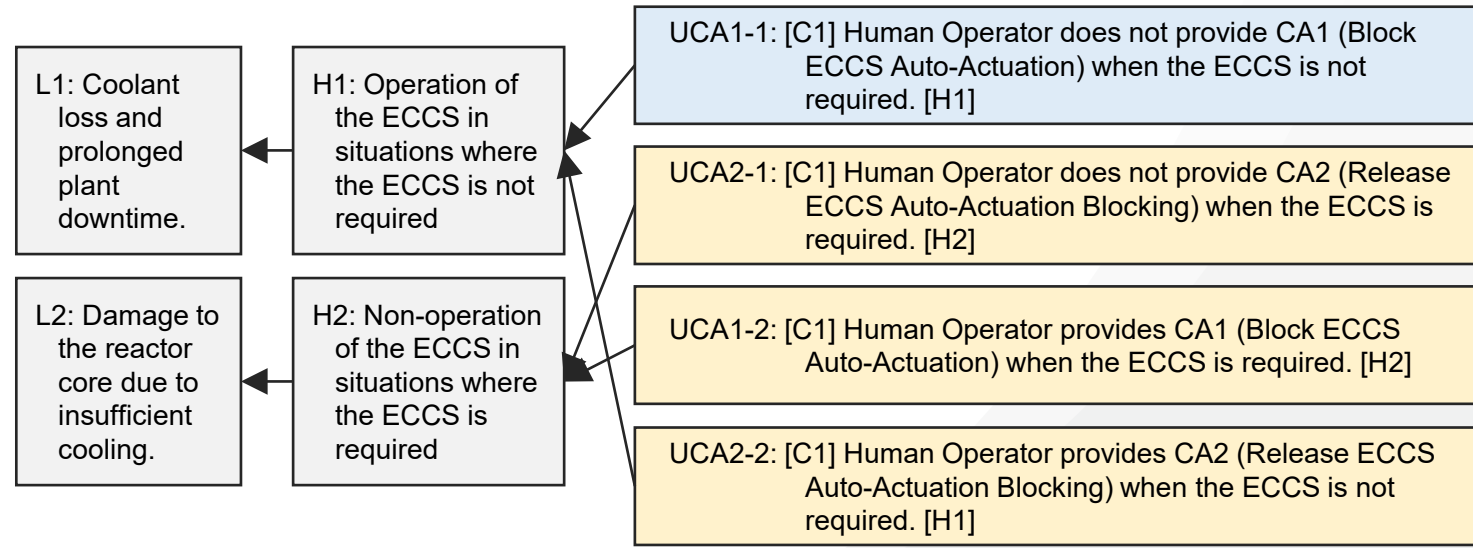 L1: Coolant
loss and
prolonged
plant
downtime.
H1: Operation of
the ECCS in
situations where
the ECCS is not
required
UCA1-1: [C1] Human Operator does not provide CA1 (Block
ECCS Auto-Actuation) when the ECCS is not
required. [H1]
UCA2-1: [C1] Human Operator does not provide CA2 (Release
ECCS Auto-Actuation Blocking) when the ECCS is
required. [H2]
L2: Damage to
the reactor
core due to
insufficient
cooling.
H2: Non-operation
of the ECCS in
situations where
the ECCS is
required
UCA1-2: [C1] Human Operator provides CA1 (Block ECCS
Auto-Actuation) when the ECCS is required. [H2]
UCA2-2: [C1] Human Operator provides CA2 (Release ECCS
Auto-Actuation Blocking) when the ECCS is not
required. [H1]